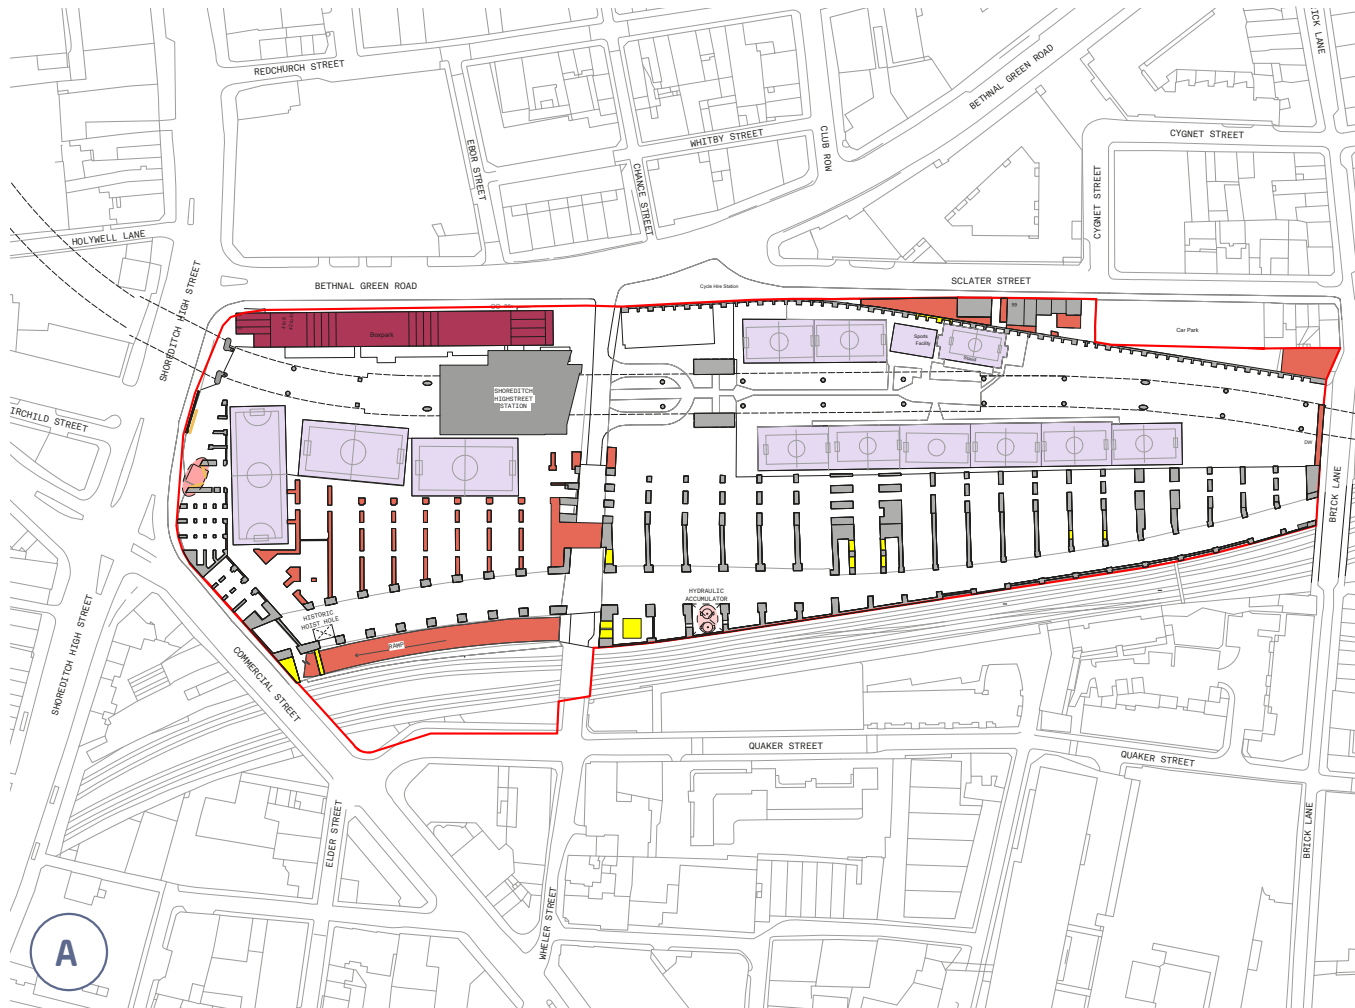 REDCHURCH STREET
EBOR STREET
WHITBY STREET
CHANCE STREET
CLUB ROW
BETHNAL GREEN ROAD
CYGNET STREET
CYGNET STREET
HOLYWELL LANE
SHOREDITCH HIGH STREET
BETHNAL GREEN ROAD
SCLATER STREET
Cycle Hire Station
Car Park
Boxpark
Sports
Facility
SHOREDITCH
HIGHSTREET
STATION
DW
BRICK LANE
HYDRAULIC
ACCUMULATOR
HISTORIC
HOIST HOLE
RAMP
COMMERCIAL STREET
SHOREDITCH HIGH STREET
QUAKER STREET
QUAKER STREET
ELDER STREET
WHELER STREET
BRICK LANE
A